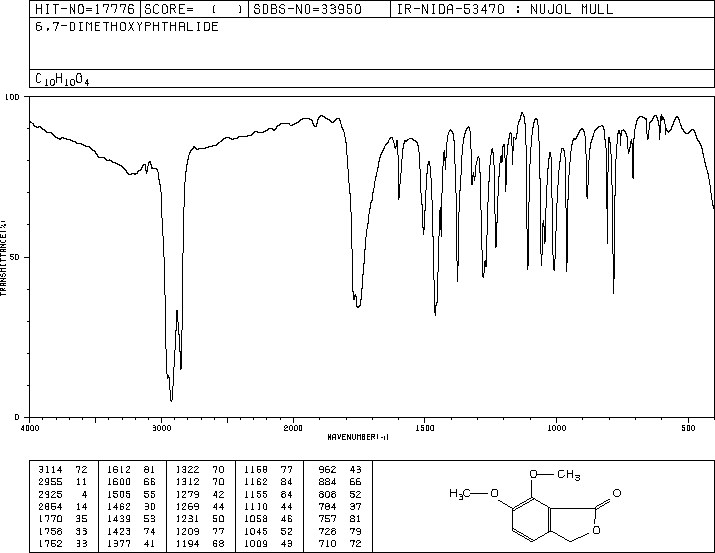 HIT-NO=17776 SCORE= ( ) SDBS-NO=33950 IR-NIDA-53470 : NUJOL MULL
6,7-DIMETHOXYPHTHALIDE
C10H10O4
100
50
0
TRANSMITTANCE(%)
4000 3000 2000 1500 1000 500
WAVENUMBER(-1)
3114 72 1612 81 1322 70 1168 77 962 43
2955 11 1600 66 1312 70 1162 84 884 66
2925 4 1505 55 1279 42 1155 84 808 52
2854 14 1462 30 1269 44 1110 44 784 37
1770 35 1439 53 1231 50 1058 46 757 81
1758 33 1423 74 1209 77 1045 52 728 79
1752 33 1377 41 1194 68 1009 43 710 72
O—CH3
H3C—O
O
O